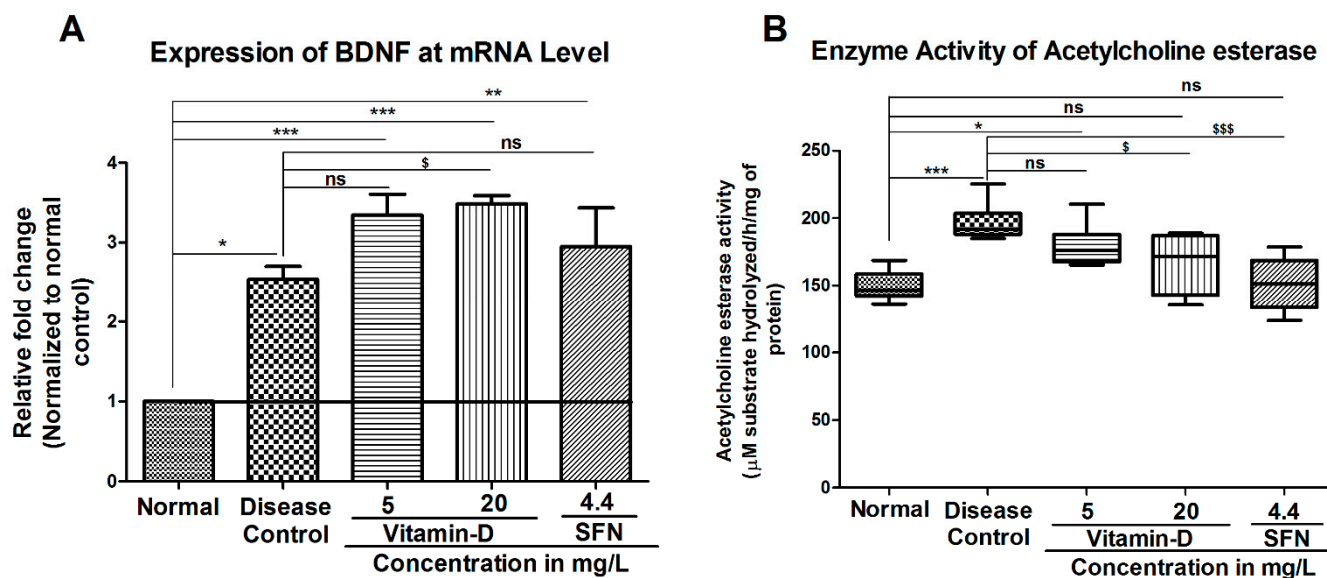 A
Expression of BDNF at mRNA Level
**
***
***
ns
$
ns
*
Relative fold change
(Normalized to normal
control)
4
3
2
1
0
Normal
Disease
Control
5
20
4.4
Vitamin-D
SFN
Concentration in mg/L
B
Enzyme Activity of Acetylcholine esterase
ns
ns
*
$$$
$
ns
***
Acetylcholine esterase activity
(μM substrate hydrolyzed/h/mg of
protein)
250
200
150
100
50
0
Normal
Disease
Control
5
20
4.4
Vitamin-D
SFN
Concentration in mg/L